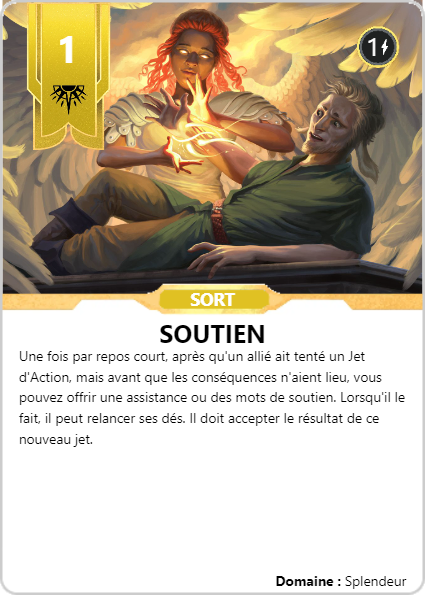 1
1
SORT
SOUTIEN
Une fois par repos court, après qu'un allié ait tenté un Jet
d'Action, mais avant que les conséquences n'aient lieu, vous
pouvez offrir une assistance ou des mots de soutien. Lorsqu'il le
fait, il peut relancer ses dés. Il doit accepter le résultat de ce
nouveau jet.
Domaine : Splendeur